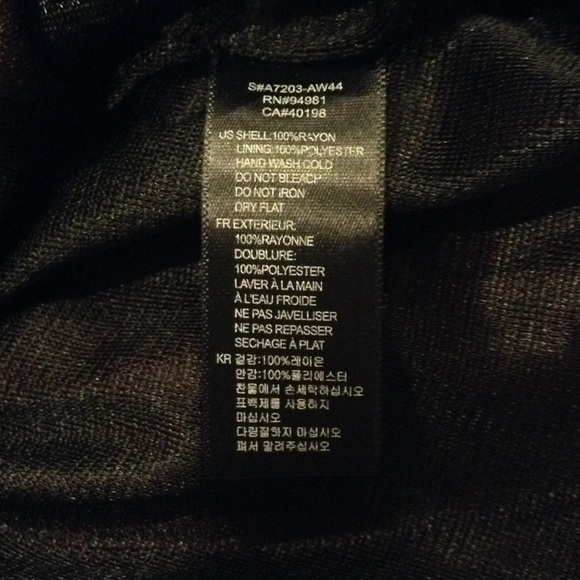 S#A7203-AW44
RN#94981
CA#40198
US SHELL:100%RAYON
LINING:100%POLYESTER
HAND WASH COLD
DO NOT BLEACH
DO NOT IRON
DRY FLAT
FR EXTERIEUR:
100%RAYONNE
DOUBLURE:
100%POLYESTER
LAVER À LA MAIN
À L'EAU FROIDE
NE PAS JAVELLISER
NE PAS REPASSER
SECHAGE À PLAT
KR 겉감:100%레이온
안감:100%폴리에스터
찬물에서 손세탁하십시오
표백제를 사용하지
마십시오
다림질하지 마십시오
펴서 말려주십시오